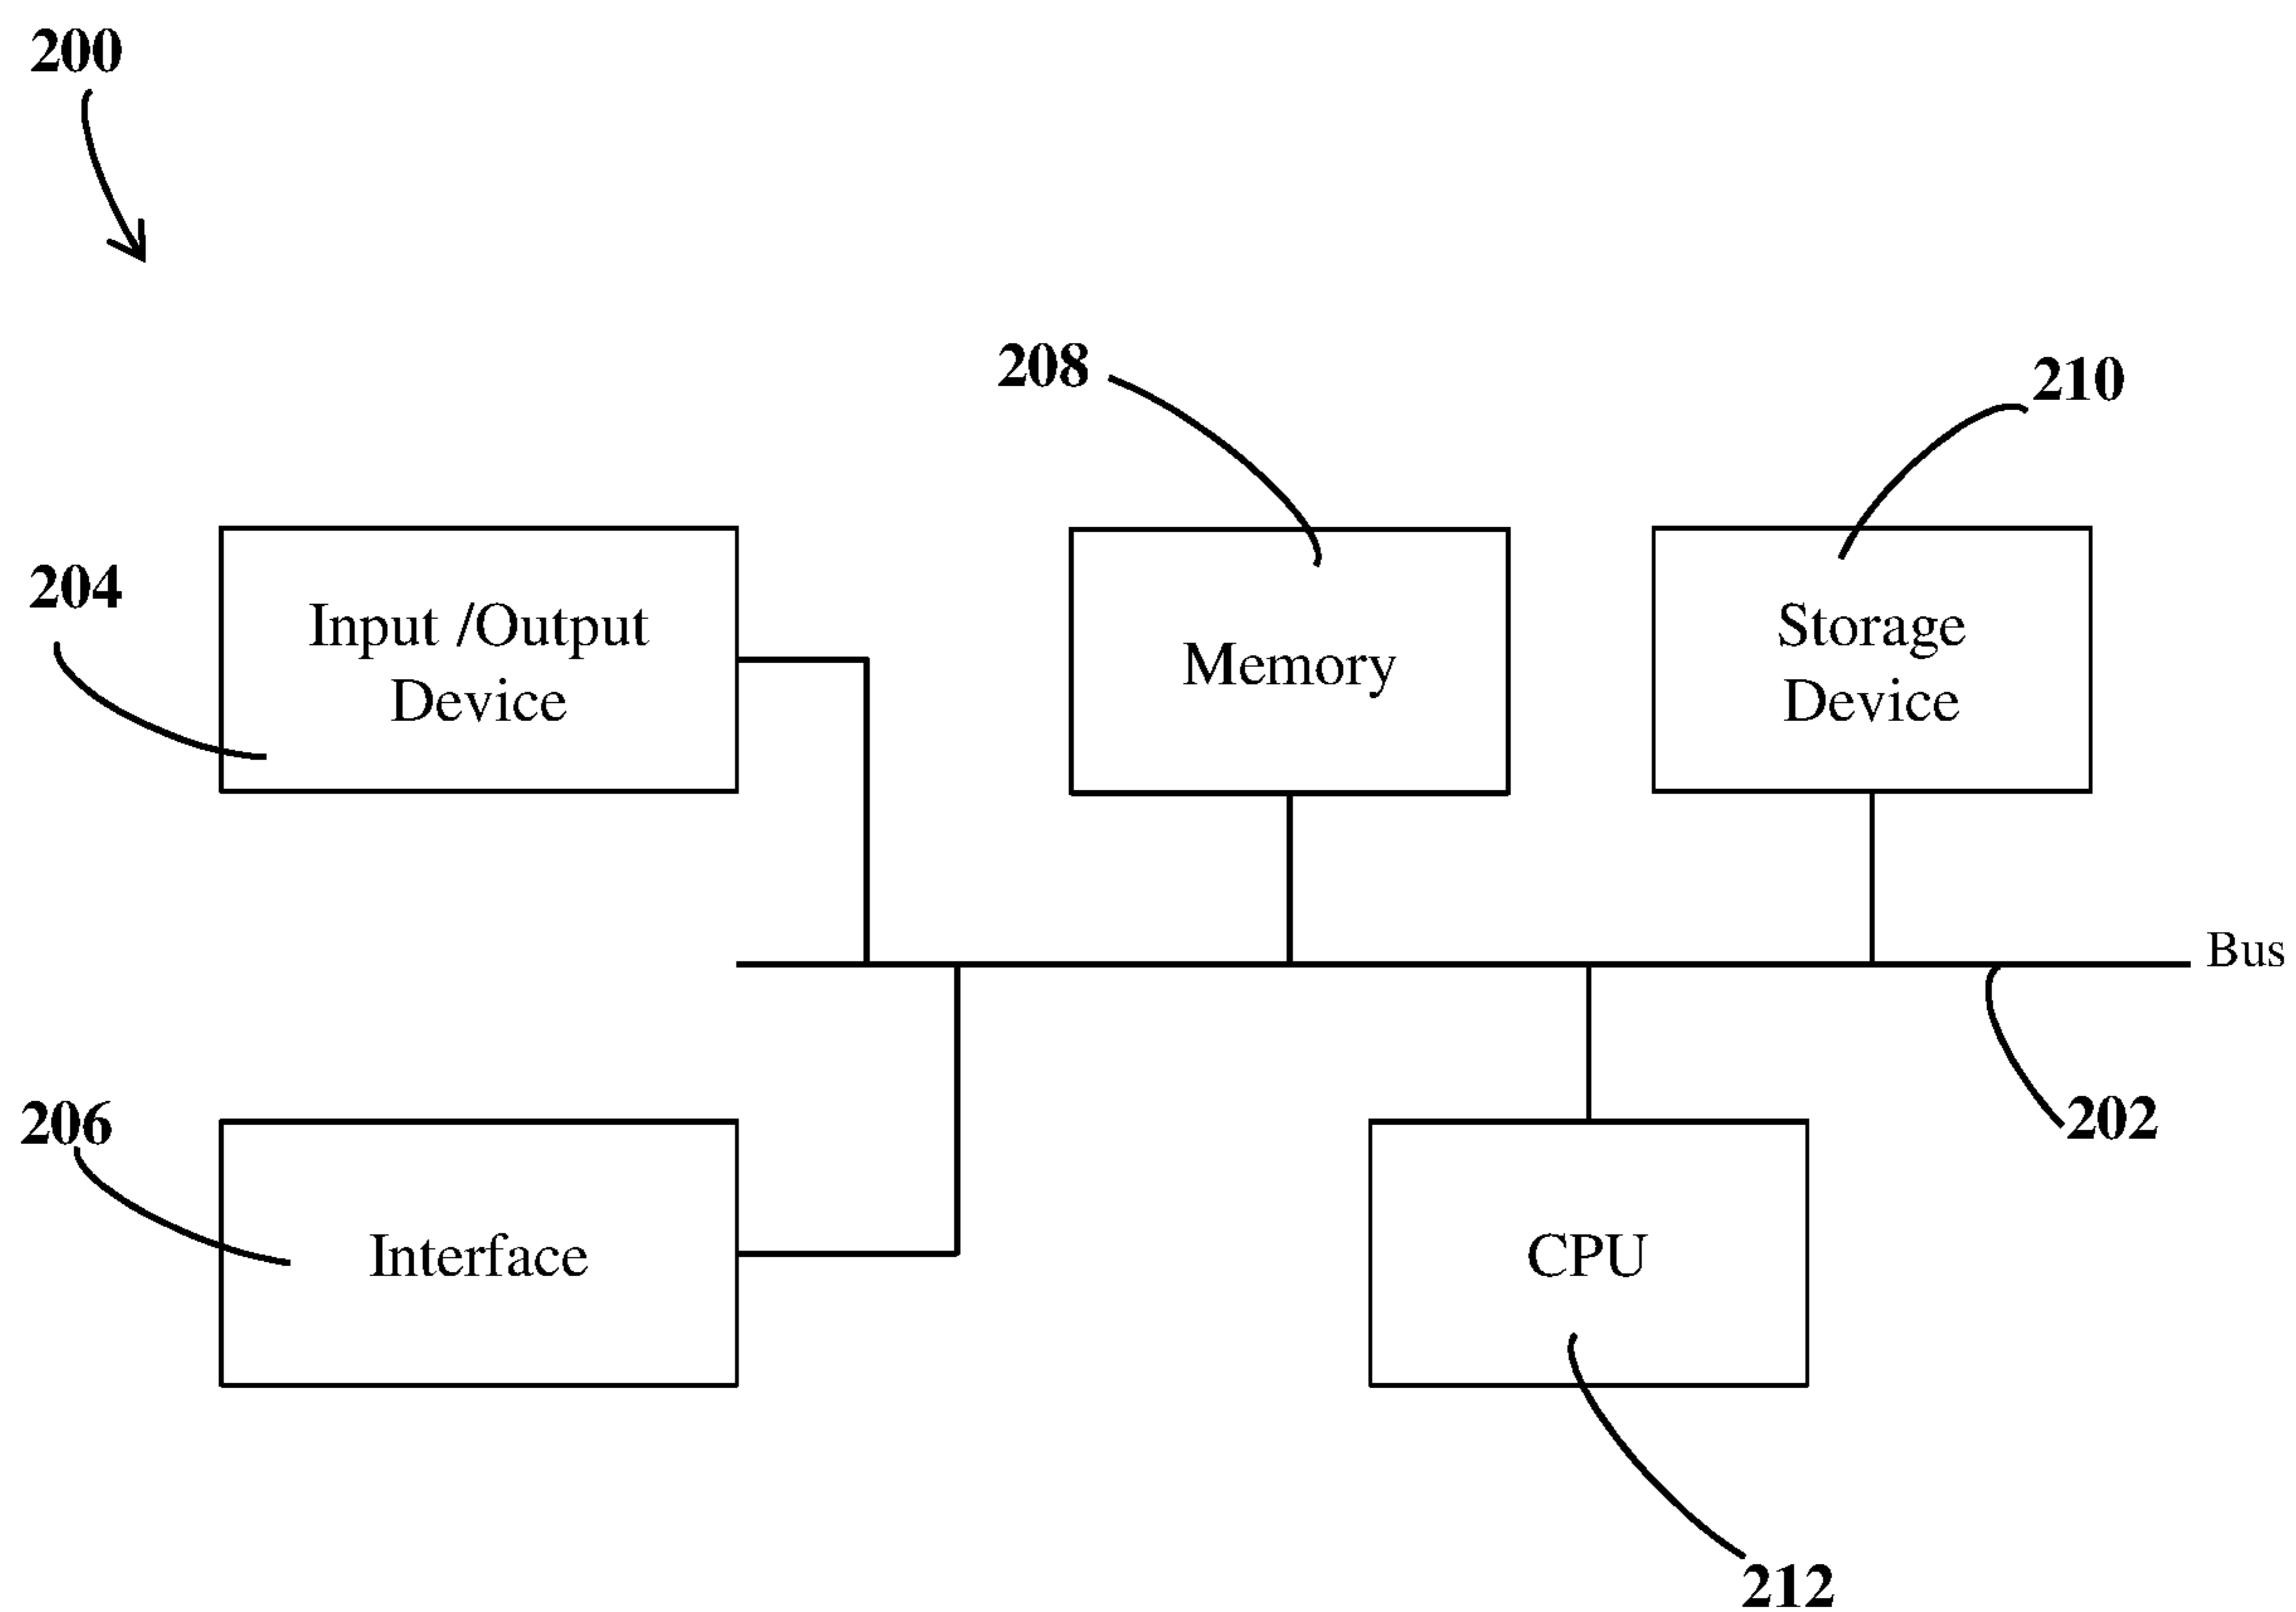 200
208
210
204
Input /Output
Device
Memory
Storage
Device
Bus
206
202
Interface
CPU
212